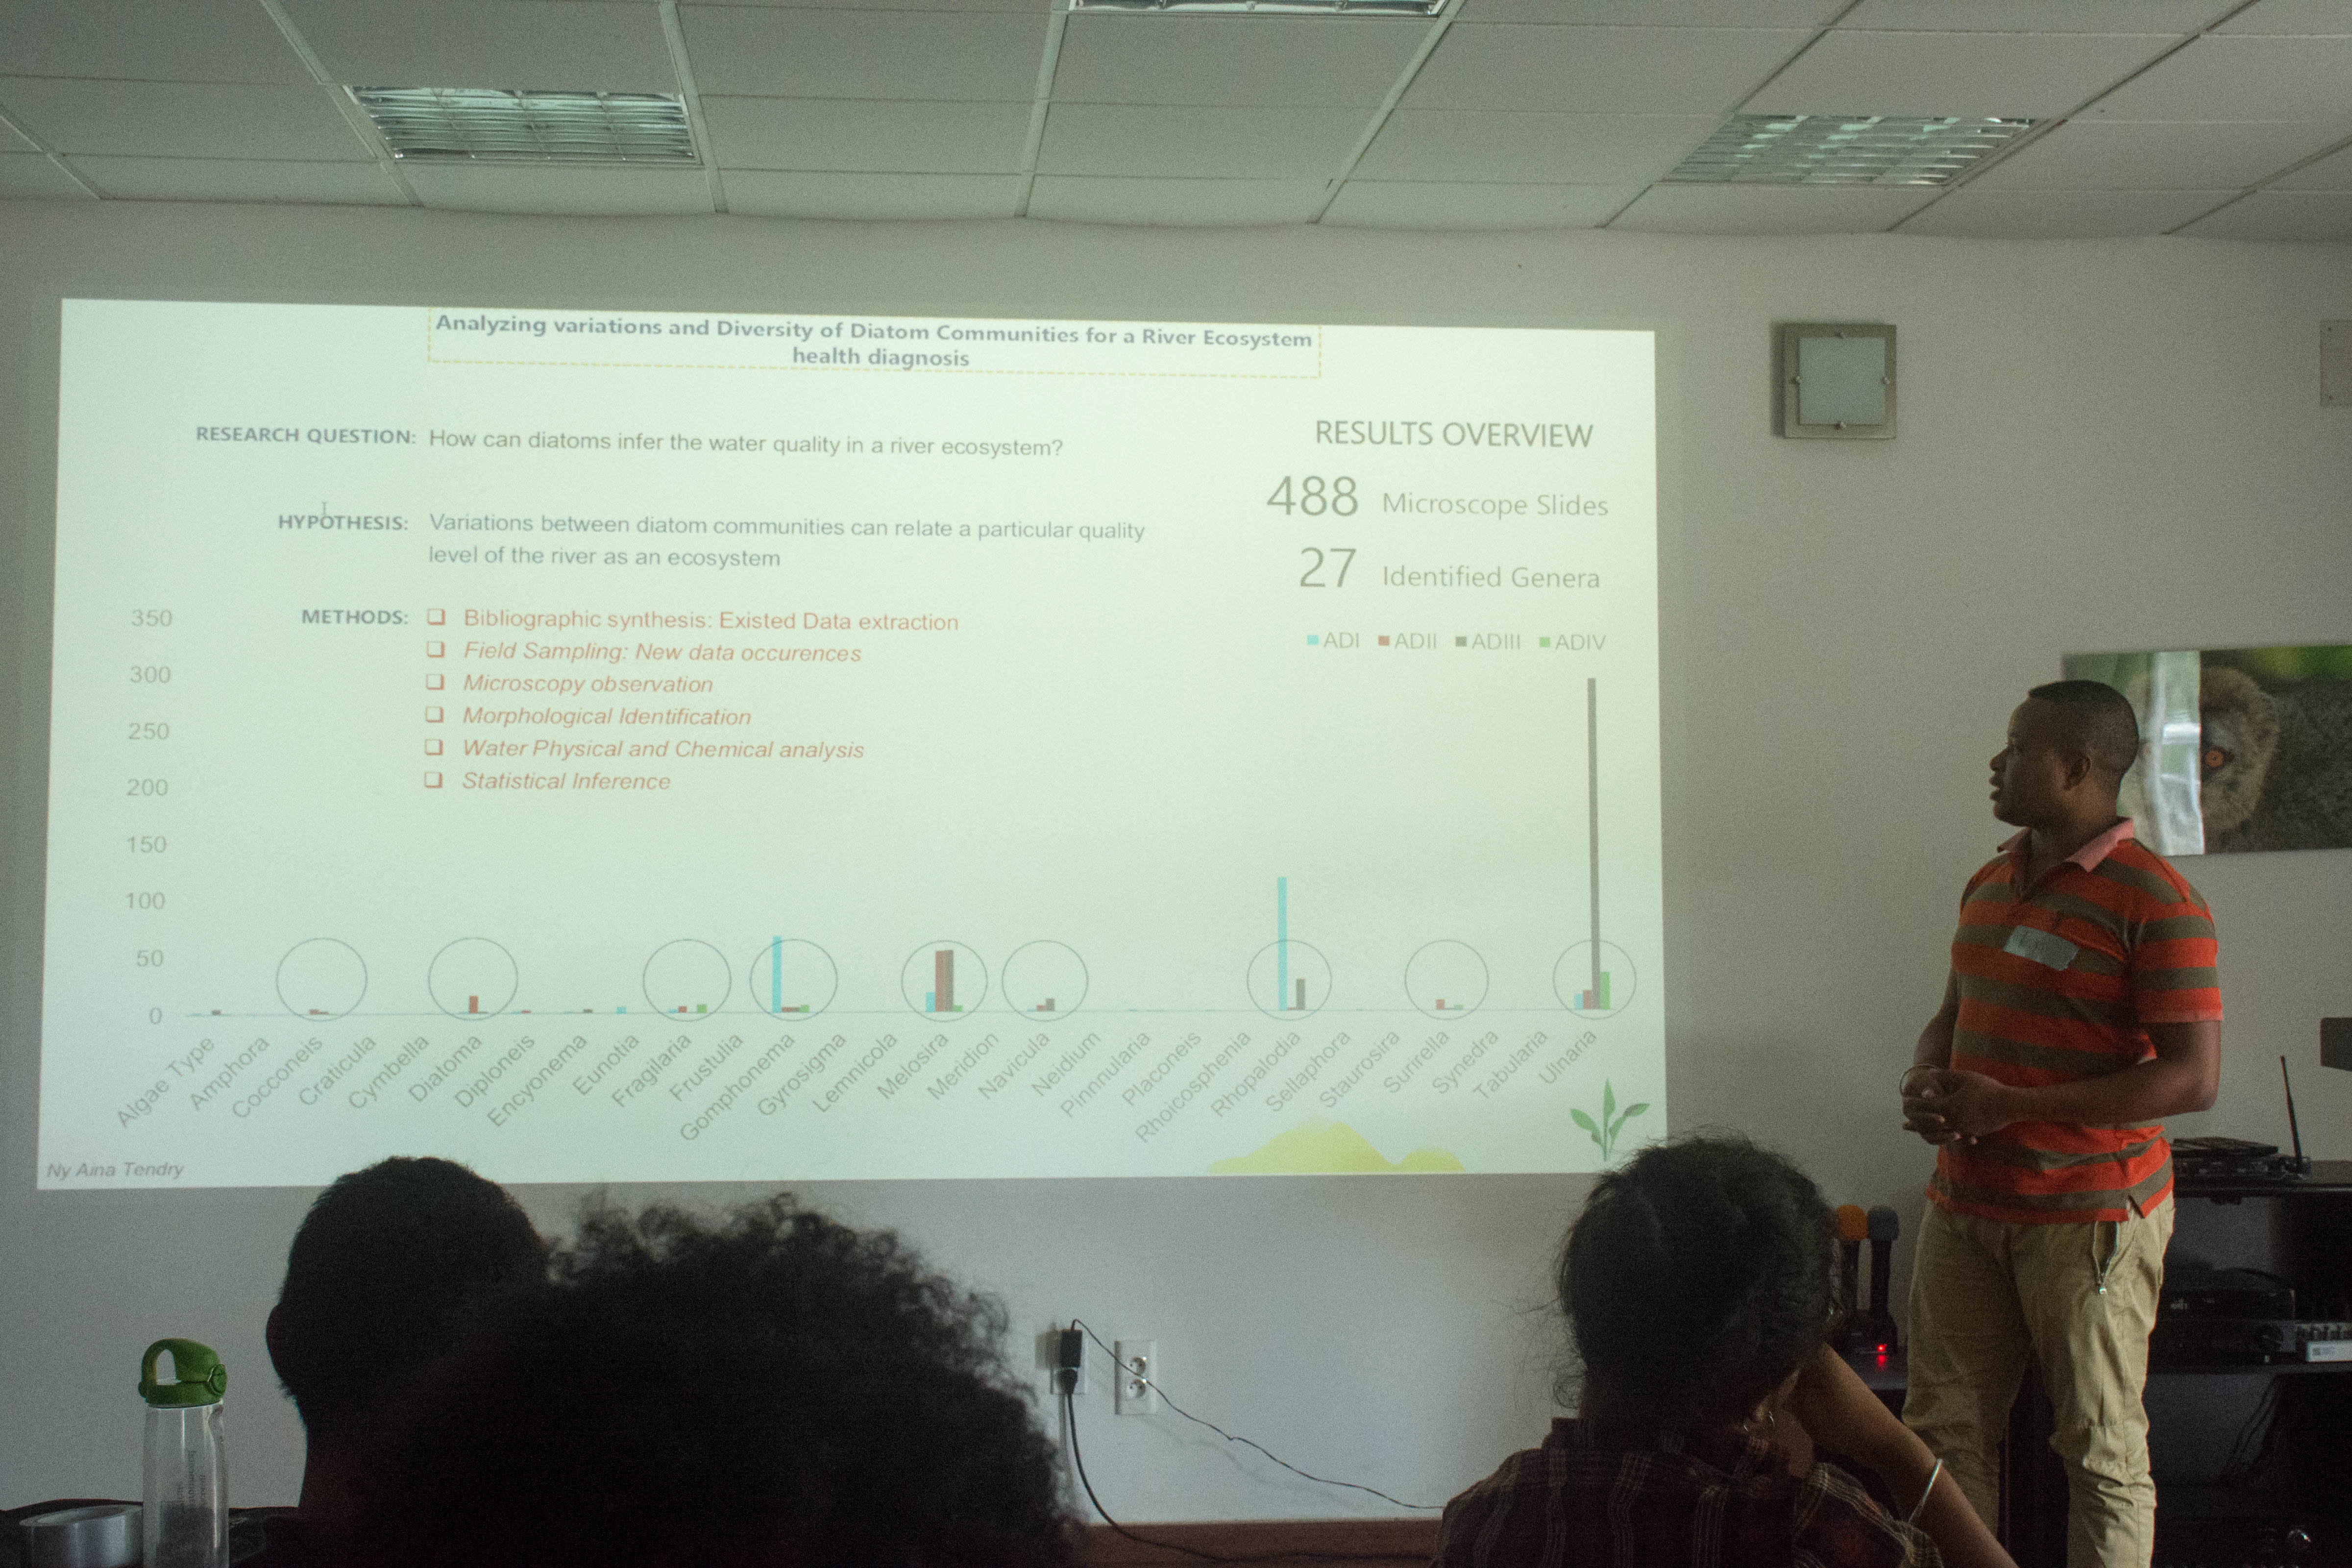 Analyzing variations and Diversity of Diatom Communities for a River Ecosystem
health diagnosis
RESEARCH QUESTION: How can diatoms infer the water quality in a river ecosystem?
HYPOTHESIS: Variations between diatom communities can relate a particular quality
level of the river as an ecosystem
METHODS: ❑ Bibliographic synthesis: Existed Data extraction
❑ Field Sampling: New data occurences
❑ Microscopy observation
❑ Morphological Identification
❑ Water Physical and Chemical analysis
❑ Statistical Inference
RESULTS OVERVIEW
488 Microscope Slides
27 Identified Genera
ADI ADII ADIII ADIV
350
300
250
200
150
100
50
0
Algae Type
Amphora
Cocconeis
Craticula
Cymbella
Diatoma
Diploneis
Encyonema
Eunotia
Fragilaria
Frustulia
Gomphonema
Gyrosigma
Lemnicola
Melosira
Meridion
Navicula
Neidium
Pinnnularia
Placoneis
Rhoicosphenia
Rhopalodia
Sellaphora
Staurosira
Surirella
Synedra
Tabularia
Ulnaria
Ny Aina Tendry